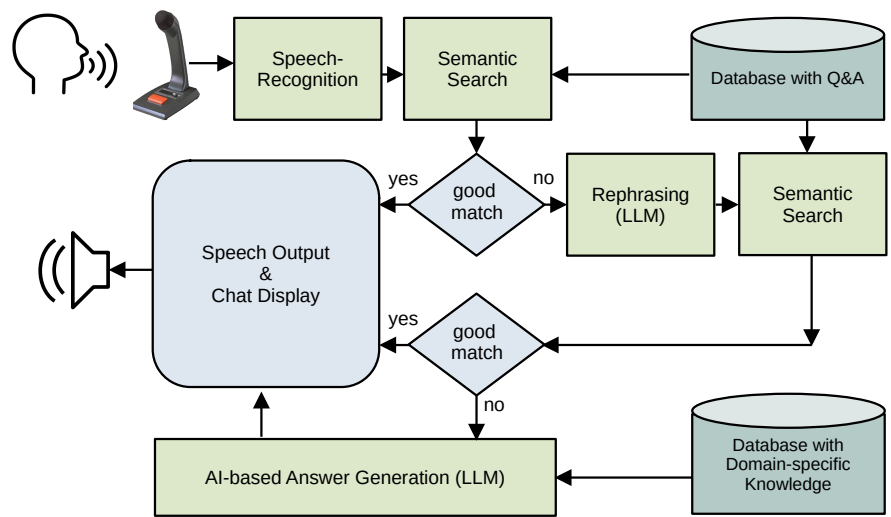 Speech-
Recognition
Semantic
Search
Database with Q&A
yes
good
match
no
Rephrasing
(LLM)
Semantic
Search
Speech Output
&
Chat Display
yes
good
match
no
AI-based Answer Generation (LLM)
Database with
Domain-specific
Knowledge